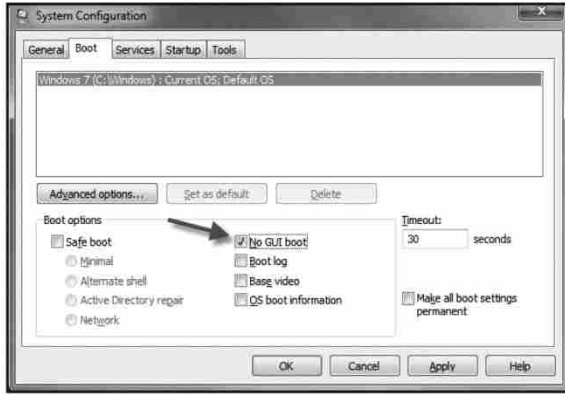 System Configuration
General Boot Services Startup Tools
Windows 7 (C:\Windows) : Current OS; Default OS
Advanced options... Set as default Delete
Boot options
Timeout:
Safe boot No GUI boot 30 seconds
Minimal Boot log
Alternate shell Base video
Active Directory repair OS boot information Make all boot settings
permanent
Network
OK Cancel Apply Help